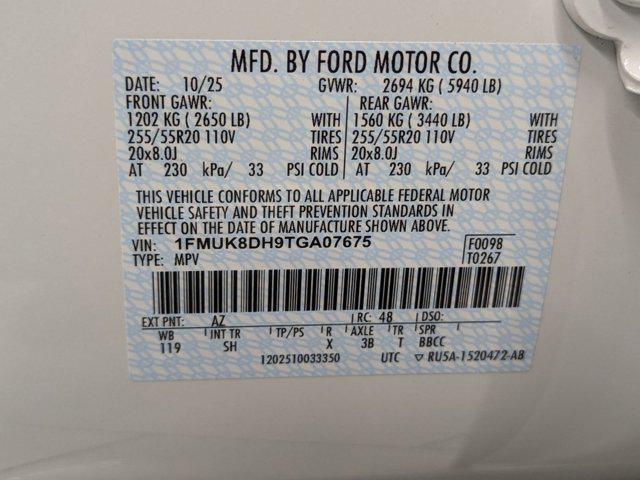 MFD. BY FORD MOTOR CO.
DATE: 10/25 GVWR: 2694 KG ( 5940 LB)
FRONT GAWR: REAR GAWR:
1202 KG ( 2650 LB) WITH 1560 KG ( 3440 LB) WITH
255/55R20 110V TIRES 255/55R20 110V TIRES
20x8.0J RIMS 20x8.0J RIMS
AT 230 kPa/ 33 PSI COLD AT 230 kPa/ 33 PSI COLD
THIS VEHICLE CONFORMS TO ALL APPLICABLE FEDERAL MOTOR
VEHICLE SAFETY AND THEFT PREVENTION STANDARDS IN
EFFECT ON THE DATE OF MANUFACTURE SHOWN ABOVE.
VIN: 1FMUK8DH9TGA07675 F0098
TYPE: MPV T0267
EXT PNT: AZ RC: 48 DSO:
WB INT TR TP/PS R AXLE TR SPR
119 SH X 3B T BBCC
1202510033350 UTC ▽ RU5A-1520472-AB